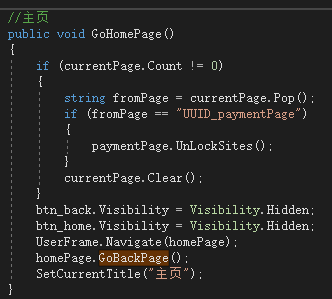 //主页
public void GoHomePage()
{
if (currentPage.Count != 0)
{
string fromPage = currentPage.Pop();
if (fromPage == "UUID_paymentPage")
{
paymentPage.UnLockSites();
}
currentPage.Clear();
}
btn_back.Visibility = Visibility.Hidden;
btn_home.Visibility = Visibility.Hidden;
UserFrame.Navigate(homePage);
homePage.GoBackPage();
SetCurrentTitle("主页");
}